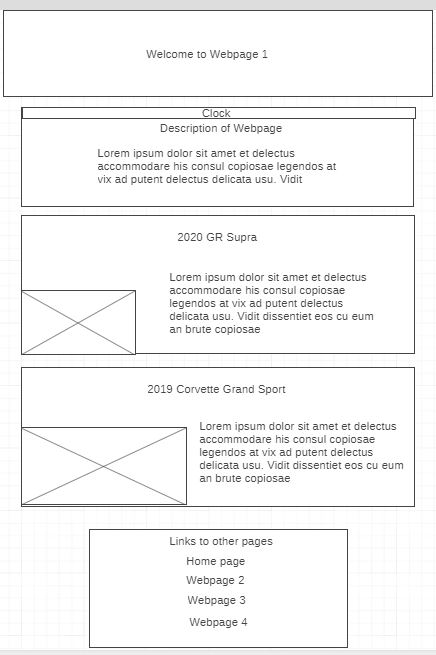 Welcome to Webpage 1
Clock
Description of Webpage
Lorem ipsum dolor sit amet et delectus
accommodare his consul copiosae legendos at
vix ad putent delectus delicata usu. Vidit
2020 GR Supra
Lorem ipsum dolor sit amet et delectus
accommodare his consul copiosae
legendos at vix ad putent delectus
delicata usu. Vidit dissentiet eos cu eum
an brute copiosae
2019 Corvette Grand Sport
Lorem ipsum dolor sit amet et delectus
accommodare his consul copiosae
legendos at vix ad putent delectus
delicata usu. Vidit dissentiet eos cu eum
an brute copiosae
Links to other pages
Home page
Webpage 2
Webpage 3
Webpage 4